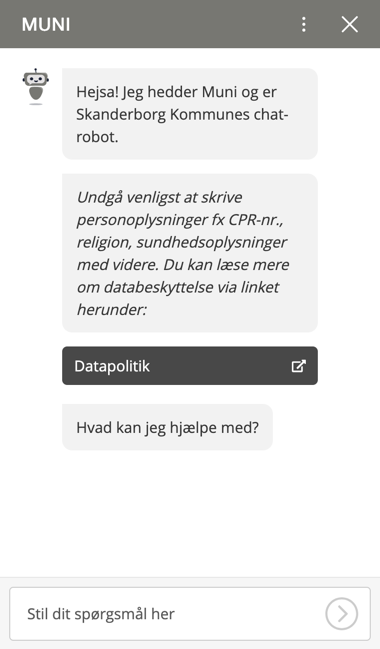 MUNI
Hejsa! Jeg hedder Muni og er
Skanderborg Kommunes chat-
robot.
Undgå venligst at skrive
personoplysninger fx CPR-nr.,
religion, sundhedsoplysninger
med videre. Du kan læse mere
om databeskyttelse via linket
herunder:
Datapolitik
Hvad kan jeg hjælpe med?
Stil dit spørgsmål her